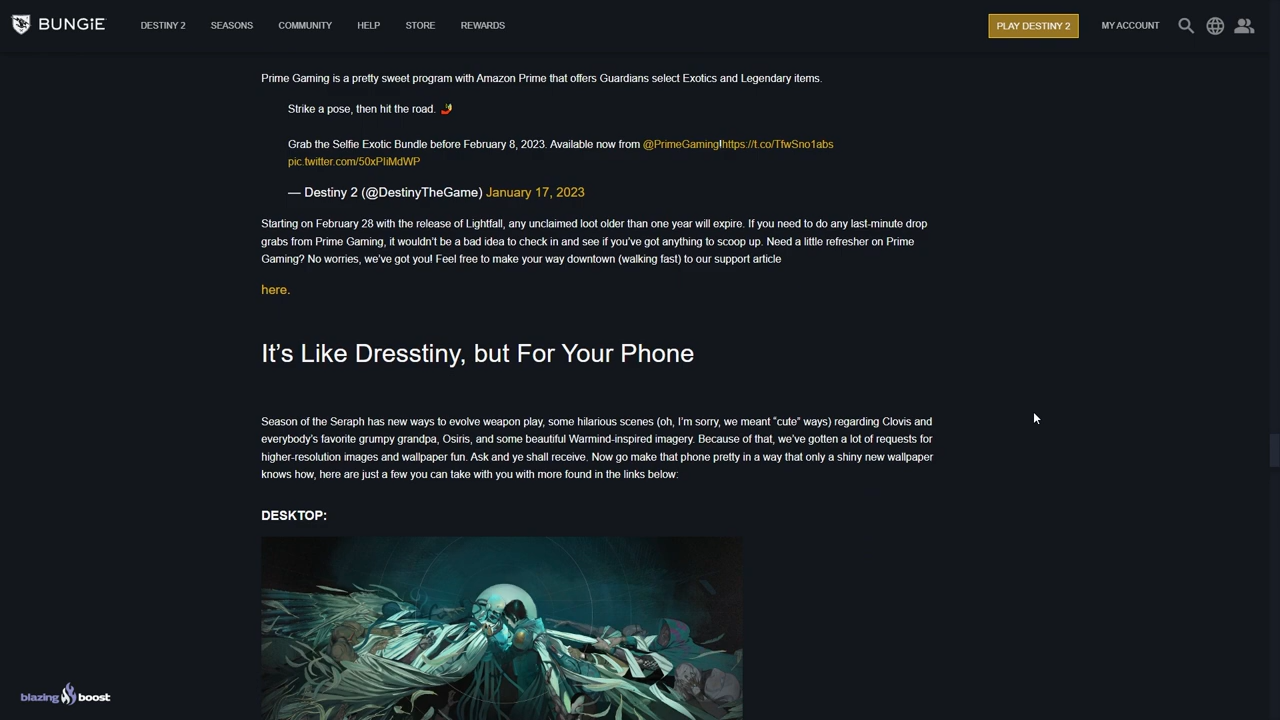 BUNGiE DESTINY 2 SEASONS COMMUNITY HELP STORE REWARDS PLAY DESTINY 2 MY ACCOUNT
Prime Gaming is a pretty sweet program with Amazon Prime that offers Guardians select Exotics and Legendary items.
Strike a pose, then hit the road. 🌶️
Grab the Selfie Exotic Bundle before February 8, 2023. Available now from @PrimeGaming!https://t.co/TfwSno1abs
pic.twitter.com/50xPIiMdWP
— Destiny 2 (@DestinyTheGame) January 17, 2023
Starting on February 28 with the release of Lightfall, any unclaimed loot older than one year will expire. If you need to do any last-minute drop
grabs from Prime Gaming, it wouldn't be a bad idea to check in and see if you've got anything to scoop up. Need a little refresher on Prime
Gaming? No worries, we've got you! Feel free to make your way downtown (walking fast) to our support article
here.
It's Like Dresstiny, but For Your Phone
Season of the Seraph has new ways to evolve weapon play, some hilarious scenes (oh, I'm sorry, we meant "cute" ways) regarding Clovis and
everybody's favorite grumpy grandpa, Osiris, and some beautiful Warmind-inspired imagery. Because of that, we've gotten a lot of requests for
higher-resolution images and wallpaper fun. Ask and ye shall receive. Now go make that phone pretty in a way that only a shiny new wallpaper
knows how, here are just a few you can take with you with more found in the links below:
DESKTOP:
blazing boost